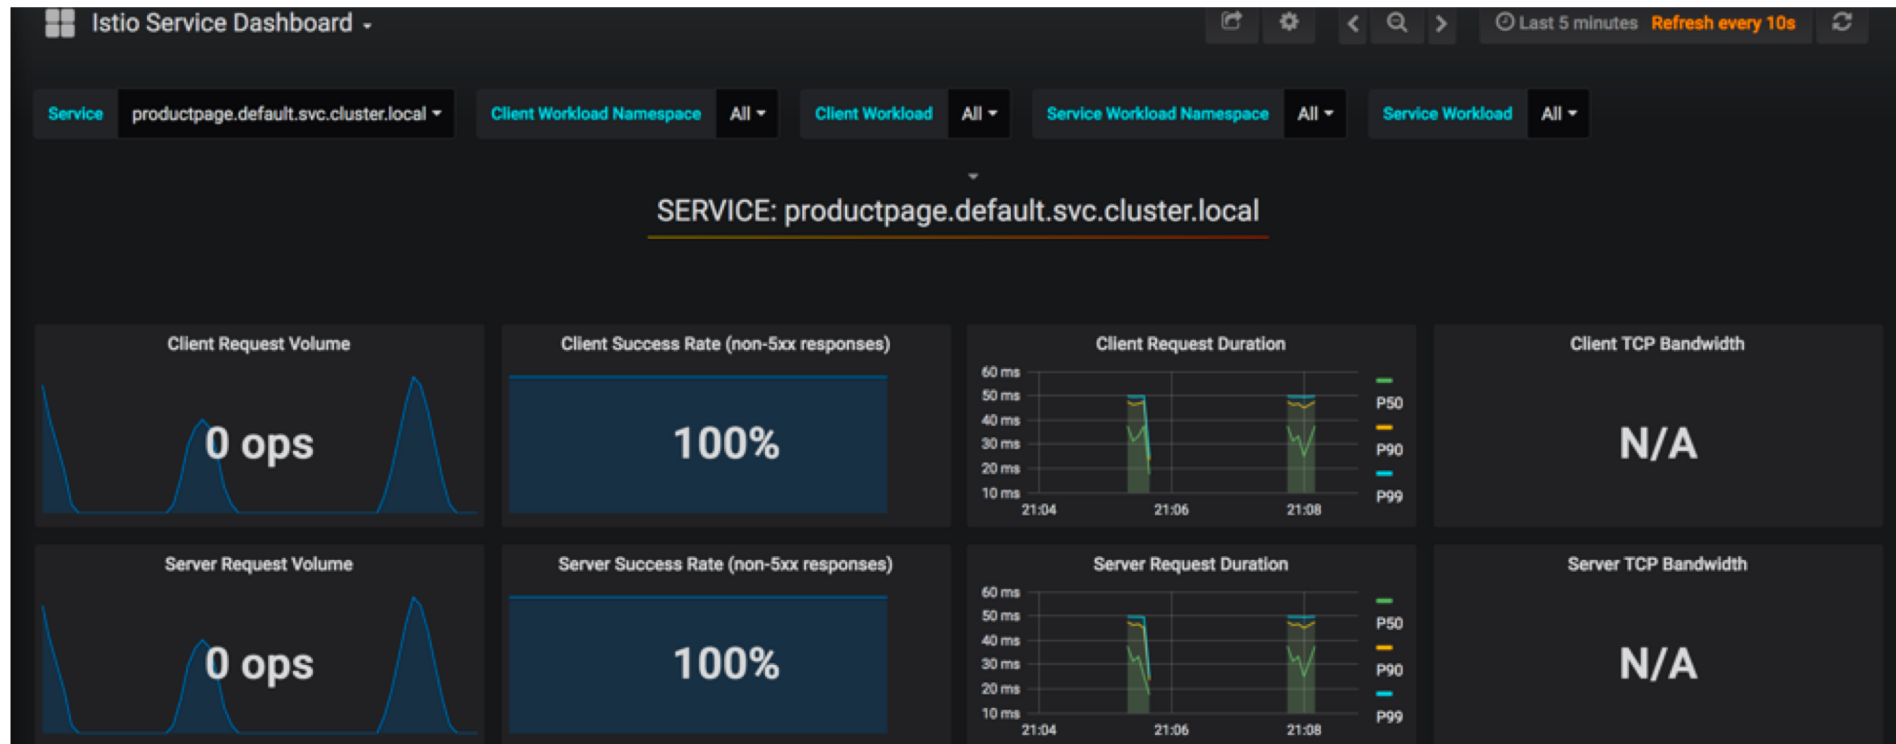 Istio Service Dashboard
Last 5 minutes Refresh every 10s
Service productpage.default.svc.cluster.local Client Workload Namespace All Client Workload All Service Workload Namespace All Service Workload All
SERVICE: productpage.default.svc.cluster.local
Client Request Volume
0 ops
Client Success Rate (non-5xx responses)
100%
Client Request Duration
60 ms
50 ms
40 ms
30 ms
20 ms
10 ms
21:04 21:06 21:08
P50
P90
P99
Client TCP Bandwidth
N/A
Server Request Volume
0 ops
Server Success Rate (non-5xx responses)
100%
Server Request Duration
60 ms
50 ms
40 ms
30 ms
20 ms
10 ms
21:04 21:06 21:08
P50
P90
P99
Server TCP Bandwidth
N/A